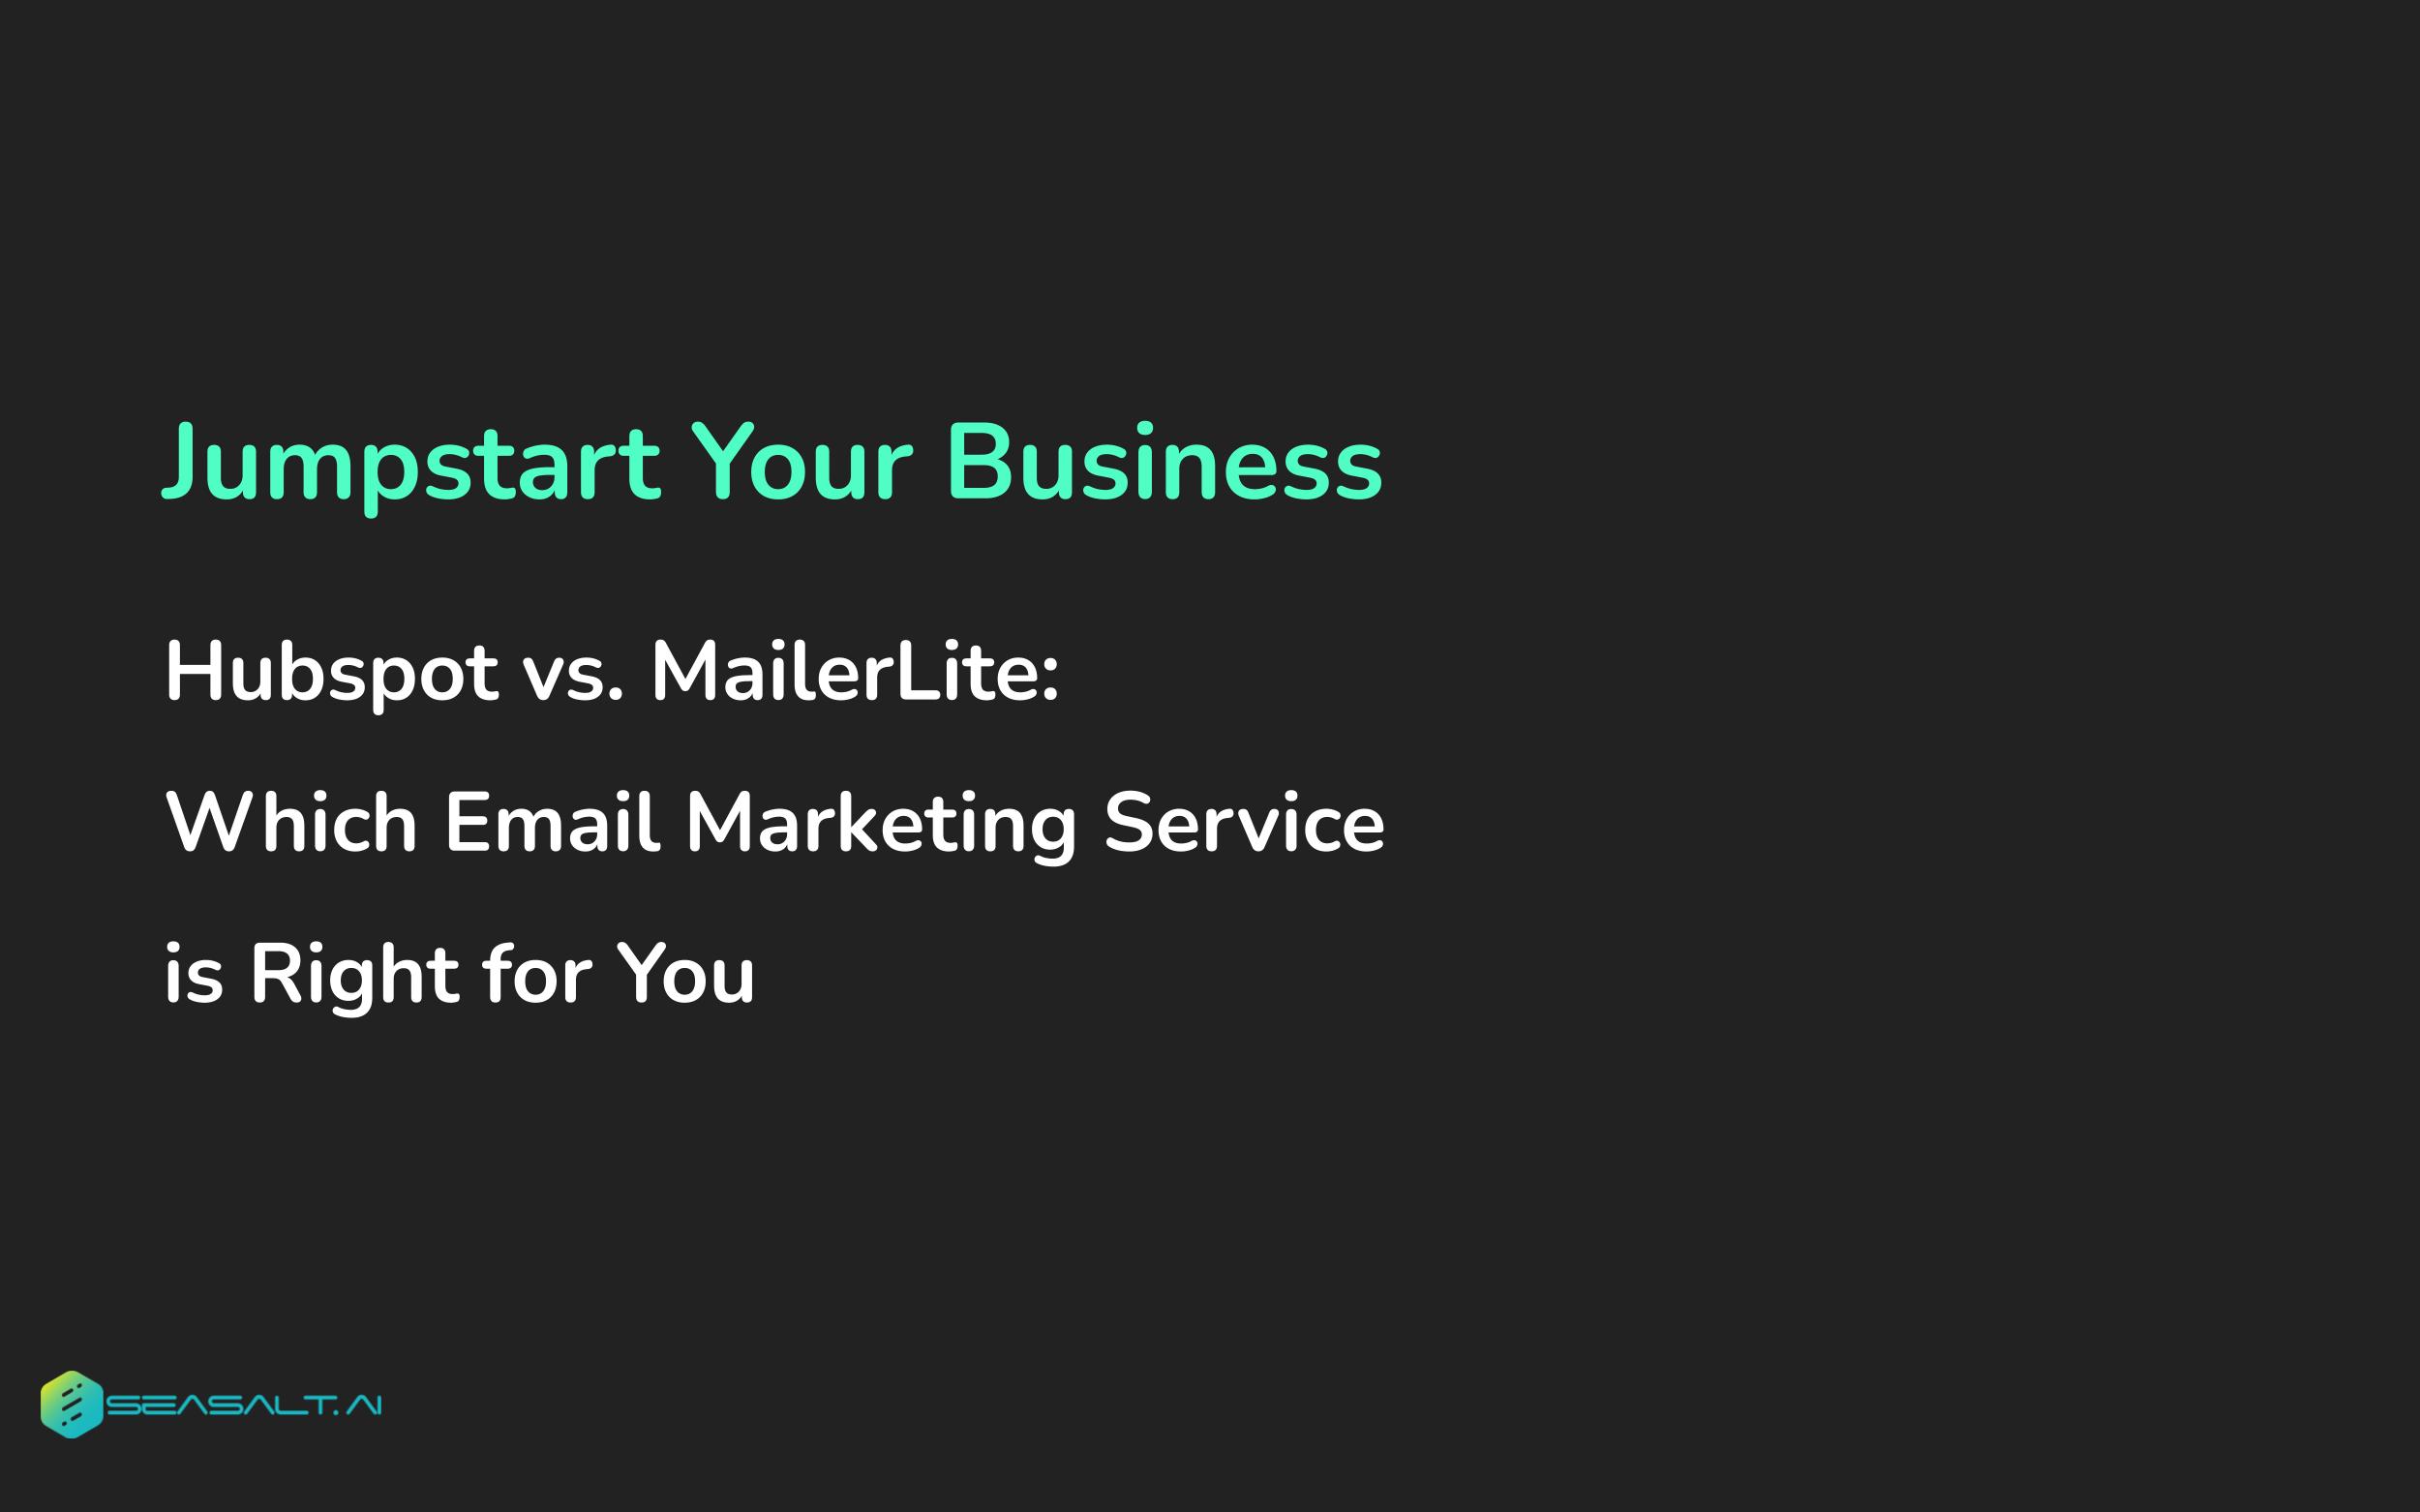 Jumpstart Your Business
Hubspot vs. MailerLite:
Which Email Marketing Service
is Right for You
SEASALT.AI